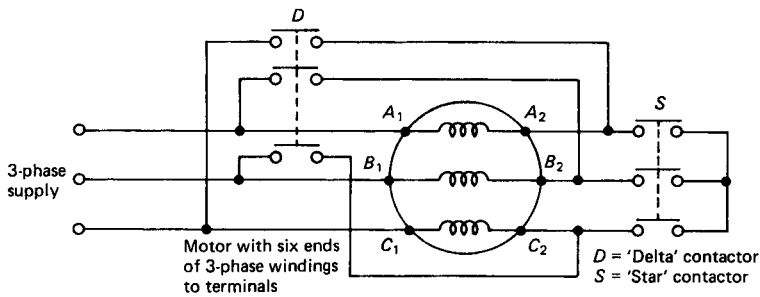 D
A₁
A₂
S
3-phase
supply
B₁
B₂
C₁
C₂
Motor with six ends
of 3-phase windings
to terminals
D = 'Delta' contactor
S = 'Star' contactor